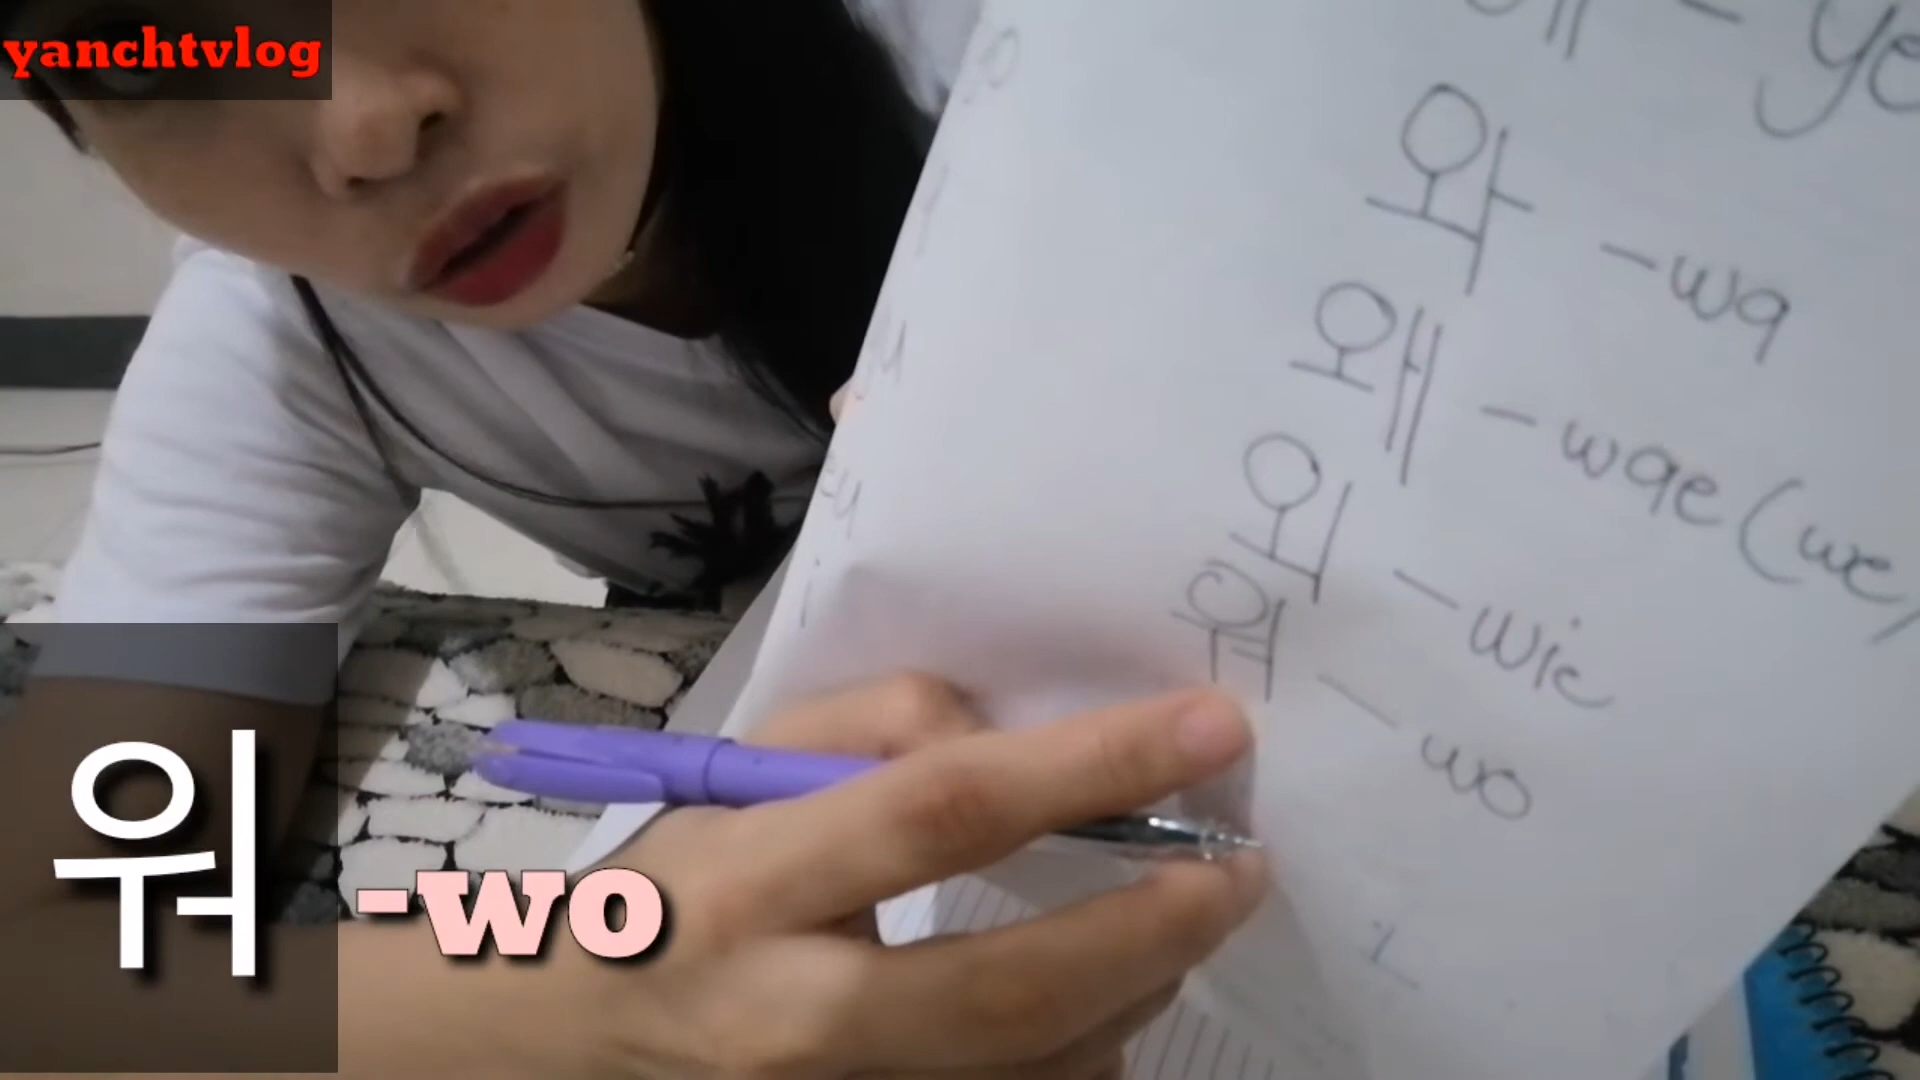 yanchtvlog
와 - wa
왜 - wae (we)
외 - wie
워 - wo
워 -wo